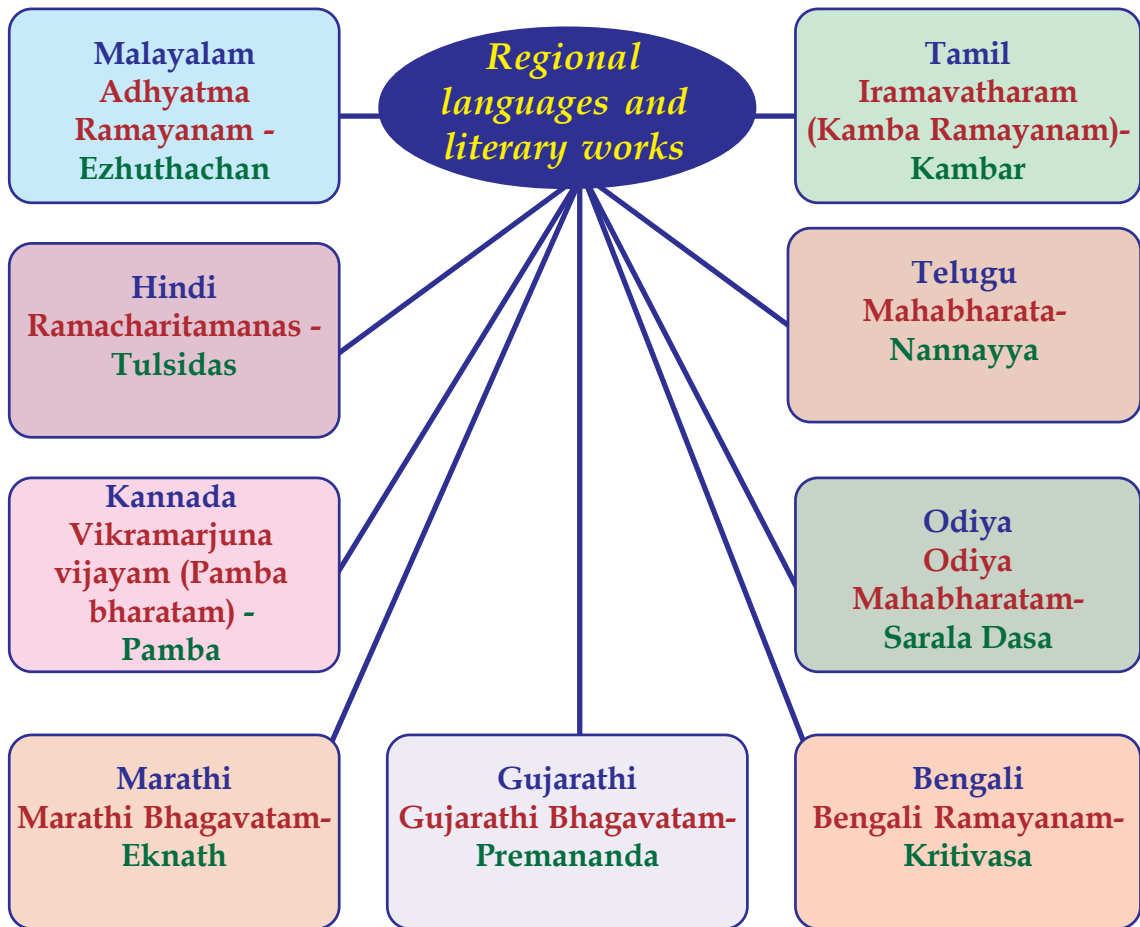 Malayalam
Adhyatma
Ramayanam -
Ezhuthachan
Regional
languages and
literary works
Tamil
Iramavatharam
(Kamba Ramayanam)-
Kambar
Hindi
Ramacharitamanas -
Tulsidas
Telugu
Mahabharata-
Nannayya
Kannada
Vikramarjuna
vijayam (Pamba
bharatam) -
Pamba
Odiya
Odiya
Mahabharatam-
Sarala Dasa
Marathi
Marathi Bhagavatam-
Eknath
Gujarathi
Gujarathi Bhagavatam-
Premananda
Bengali
Bengali Ramayanam-
Kritivasa